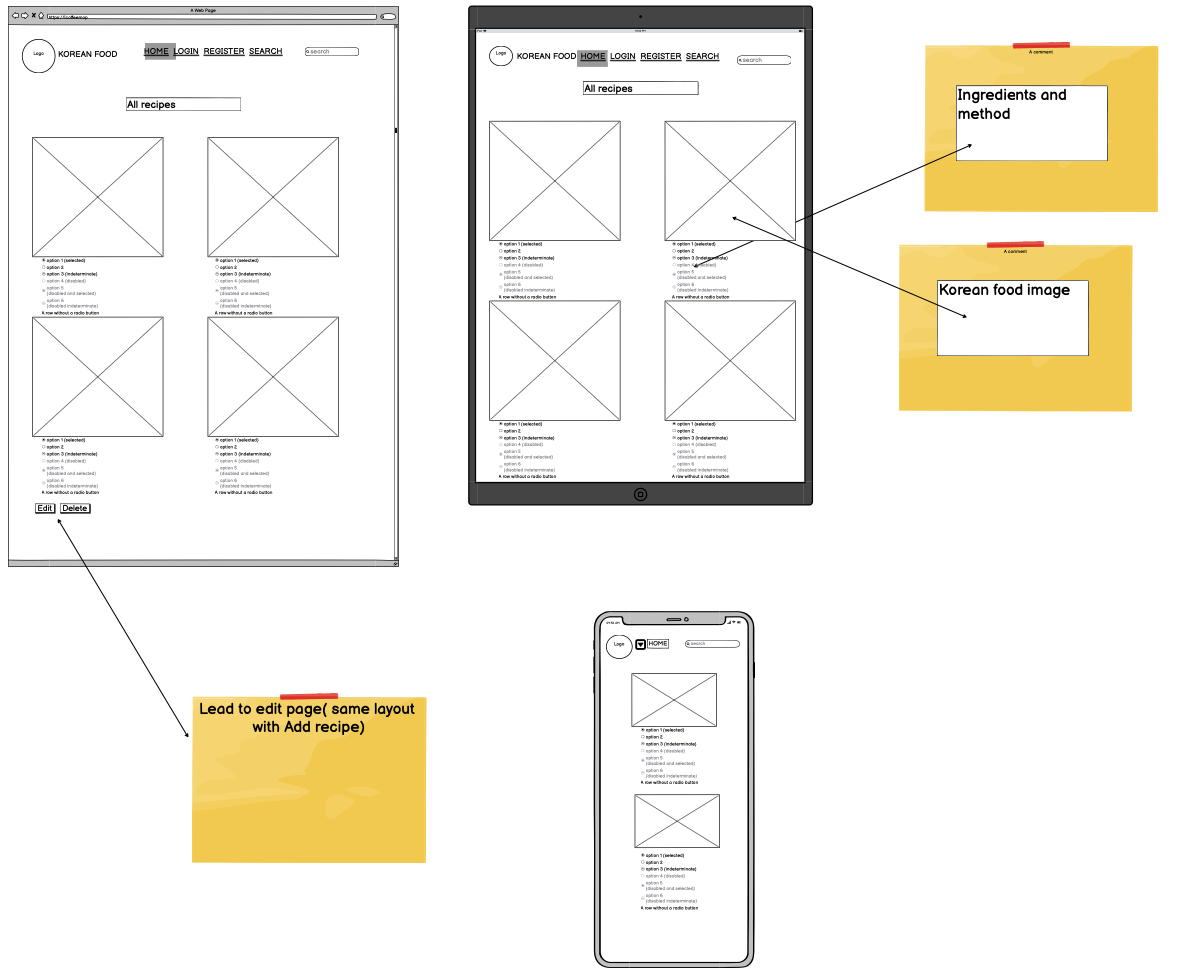 A Web Page
Logo
KOREAN FOOD
HOME LOGIN REGISTER SEARCH
search
All recipes
option 1 (selected)
option 2
option 3 (indeterminate)
option 4 (disabled)
option 5
(disabled and selected)
option 6
(disabled indeterminate)
A row without a radio button
option 1 (selected)
option 2
option 3 (indeterminate)
option 4 (disabled)
option 5
(disabled and selected)
option 6
(disabled indeterminate)
A row without a radio button
option 1 (selected)
option 2
option 3 (indeterminate)
option 4 (disabled)
option 5
(disabled and selected)
option 6
(disabled indeterminate)
A row without a radio button
option 1 (selected)
option 2
option 3 (indeterminate)
option 4 (disabled)
option 5
(disabled and selected)
option 6
(disabled indeterminate)
A row without a radio button
Edit Delete
Lead to edit page( same layout
with Add recipe)
Logo
KOREAN FOOD HOME LOGIN REGISTER SEARCH
search
All recipes
option 1 (selected)
option 2
option 3 (indeterminate)
option 4 (disabled)
option 5
(disabled and selected)
option 6
(disabled indeterminate)
A row without a radio button
option 1 (selected)
option 2
option 3 (indeterminate)
option 4 (disabled)
option 5
(disabled and selected)
option 6
(disabled indeterminate)
A row without a radio button
option 1 (selected)
option 2
option 3 (indeterminate)
option 4 (disabled)
option 5
(disabled and selected)
option 6
(disabled indeterminate)
A row without a radio button
option 1 (selected)
option 2
option 3 (indeterminate)
option 4 (disabled)
option 5
(disabled and selected)
option 6
(disabled indeterminate)
A row without a radio button
A comment
Ingredients and
method
A comment
Korean food image
Logo
HOME
search
option 1 (selected)
option 2
option 3 (indeterminate)
option 4 (disabled)
option 5
(disabled and selected)
option 6
(disabled indeterminate)
A row without a radio button
option 1 (selected)
option 2
option 3 (indeterminate)
option 4 (disabled)
option 5
(disabled and selected)
option 6
(disabled indeterminate)
A row without a radio button